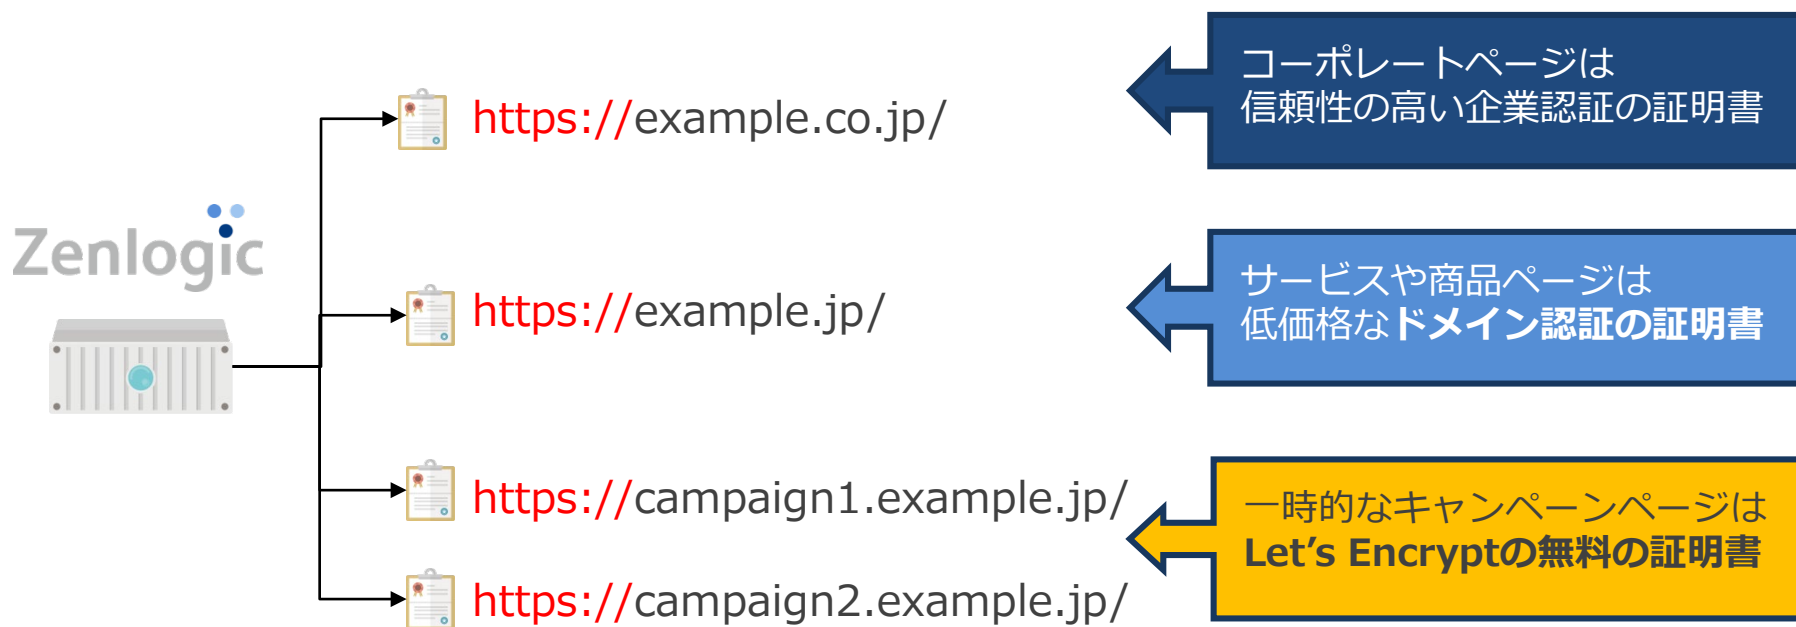 Zenlogic
https://example.co.jp/
コーポレートページは
信頼性の高い企業認証の証明書
https://example.jp/
サービスや商品ページは
低価格なドメイン認証の証明書
https://campaign1.example.jp/
https://campaign2.example.jp/
一時的なキャンペーンページは
Let’s Encryptの無料の証明書